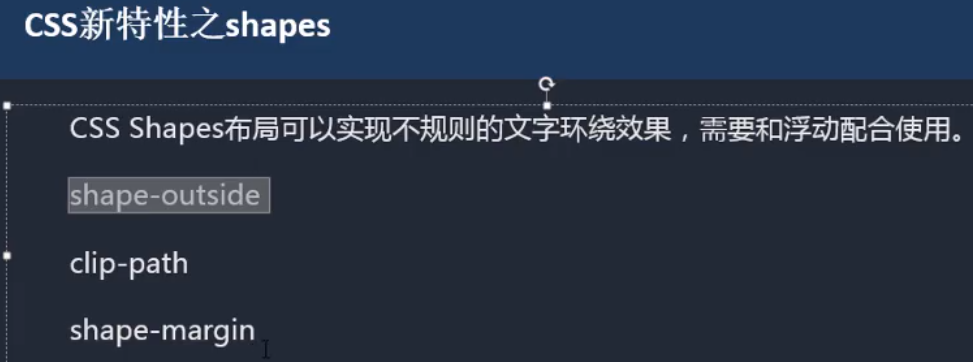 CSS新特性之shapes
CSS Shapes布局可以实现不规则的文字环绕效果，需要和浮动配合使用。
shape-outside
clip-path
shape-margin